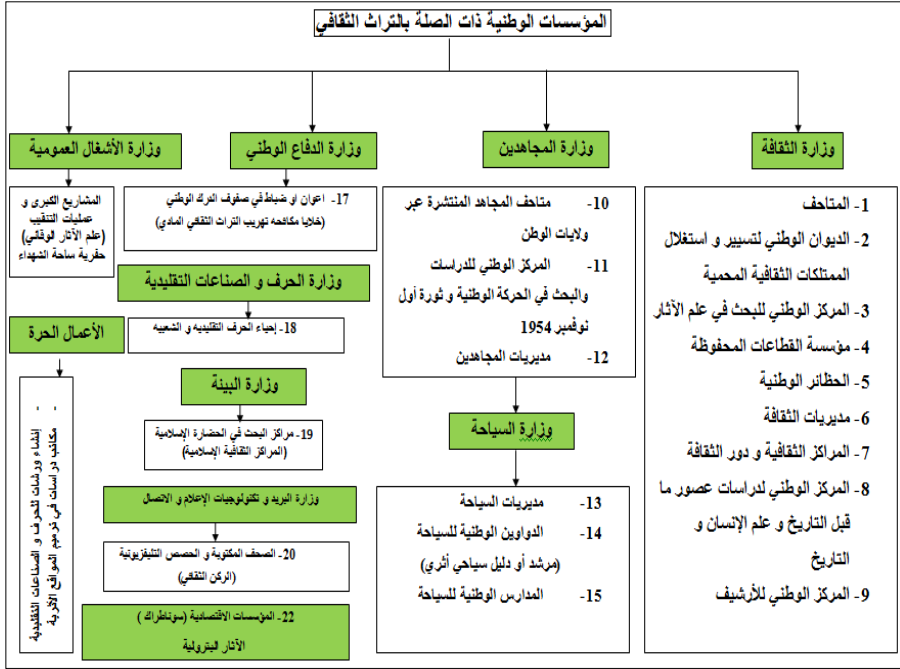 المؤسسات الوطنية ذات الصلة بالتراث الثقافي
وزارة الثقافة
1- المتاحف
2- الديوان الوطني لتسيير و استغلال
الممتلكات الثقافية المحمية
3- المركز الوطني للبحث في علم الآثار
4- مؤسسة القطاعات المحفوظة
5- الحظائر الوطنية
6- مديريات الثقافة
7- المراكز الثقافية و دور الثقافة
8- المركز الوطني لدراسات عصور ما
قبل التاريخ و علم الإنسان و
التاريخ
9- المركز الوطني للأرشيف
وزارة المجاهدين
10- متاحف المجاهد المنتشرة عبر
ولايات الوطن
11- المركز الوطني للدراسات
والبحث في الحركة الوطنية و ثورة أول
نوفمبر 1954
12- مديريات المجاهدين
وزارة السياحة
13- مديريات السياحة
14- الدواوين الوطنية للسياحة
(مرشد أو دليل سياحي أثري)
15- المدارس الوطنية للسياحة
وزارة الدفاع الوطني
17- اعوان او ضباط في صفوف الدرك الوطني
(خلايا مكافحه تهريب التراث الثقافي المادي)
وزارة الحرف و الصناعات التقليدية
18- إحياء الحرف التقليديه و الشعبيه
وزارة البيئة
19- مراكز البحث في الحضارة الإسلامية
(المراكز الثقافية الإسلامية)
وزارة البريد و تكنولوجيات الإعلام و الاتصال
20- الصحف المكتوبة و الحصص التليفزيونية
(الركن الثقافي)
22- المؤسسات الاقتصادية (سوناطراك )
الآثار البترولية
وزارة الأشغال العمومية
المشاريع الكبرى و
عمليات التنقيب
(علم الآثار الوقائي)
حفرية ساحة الشهداء
الأعمال الحرة
- إنشاء ورشات للحرف و الصناعات التقليدية
- مكاتب دراسات في ترميم المواقع الأثرية